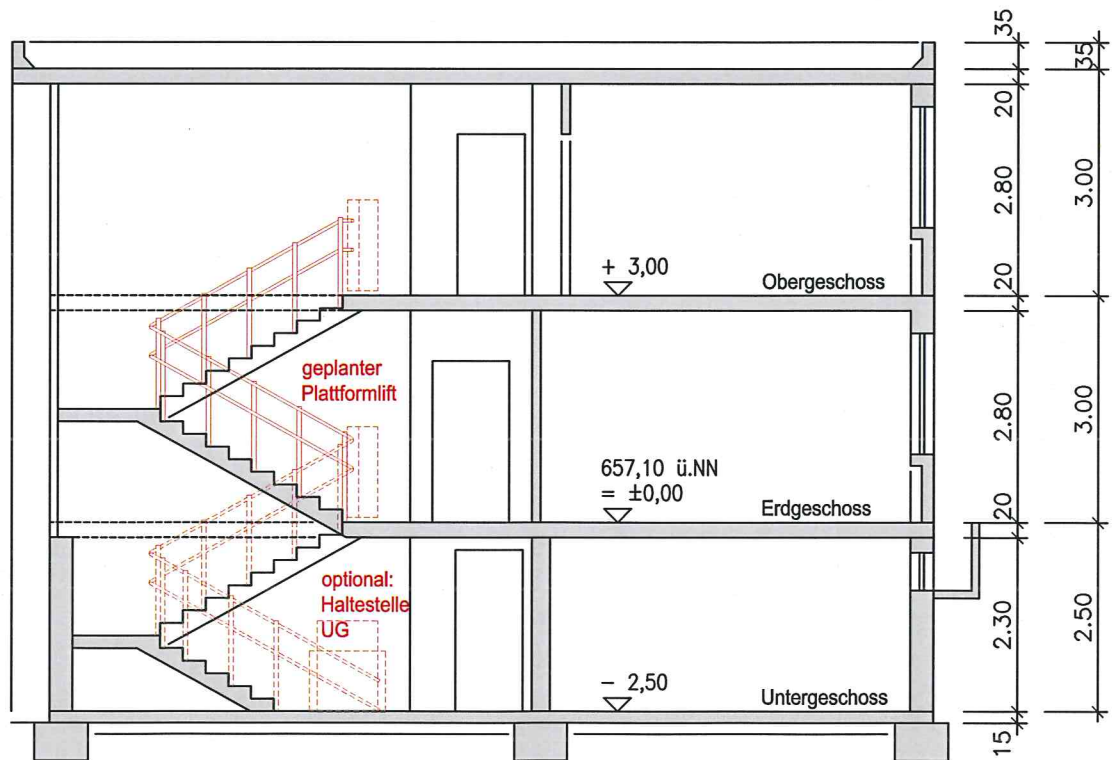 35
35
20
2.80
3.00
+ 3,00
Obergeschoss
20
geplanter
Plattformlift
2.80
3.00
657,10 ü.NN
= ±0,00
Erdgeschoss
20
optional:
Haltestelle
UG
2.30
2.50
− 2,50
Untergeschoss
15